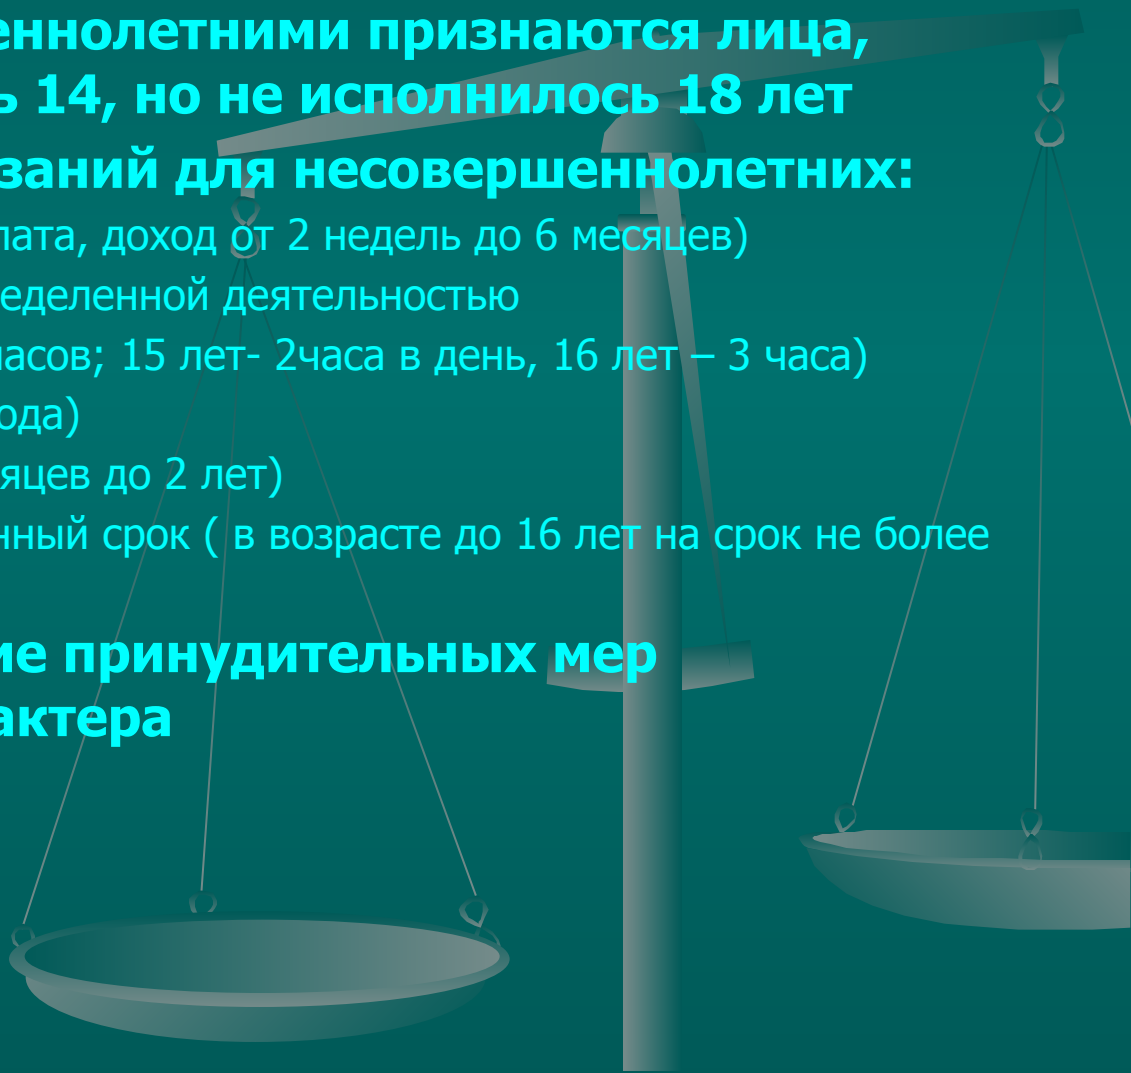 еннолетними признаются лица,
ь 14, но не исполнилось 18 лет
заний для несовершеннолетних:
лата, доход от 2 недель до 6 месяцев)
еделенной деятельностью
часов; 15 лет- 2часа в день, 16 лет – 3 часа)
ода)
яцев до 2 лет)
нный срок ( в возрасте до 16 лет на срок не более
ие принудительных мер
актера